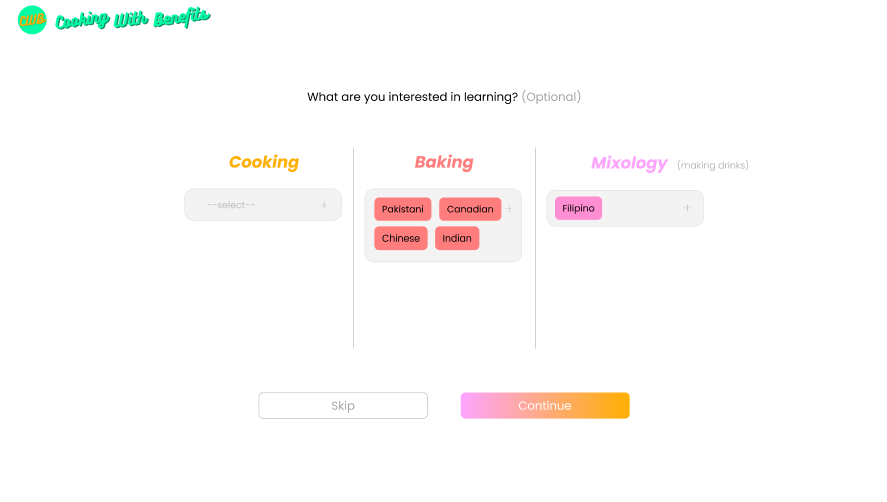 CWB Cooking With Benefits
What are you interested in learning? (Optional)
Cooking
--select-- +
Baking
Pakistani Canadian +
Chinese Indian
Mixology (making drinks)
Filipino +
Skip Continue